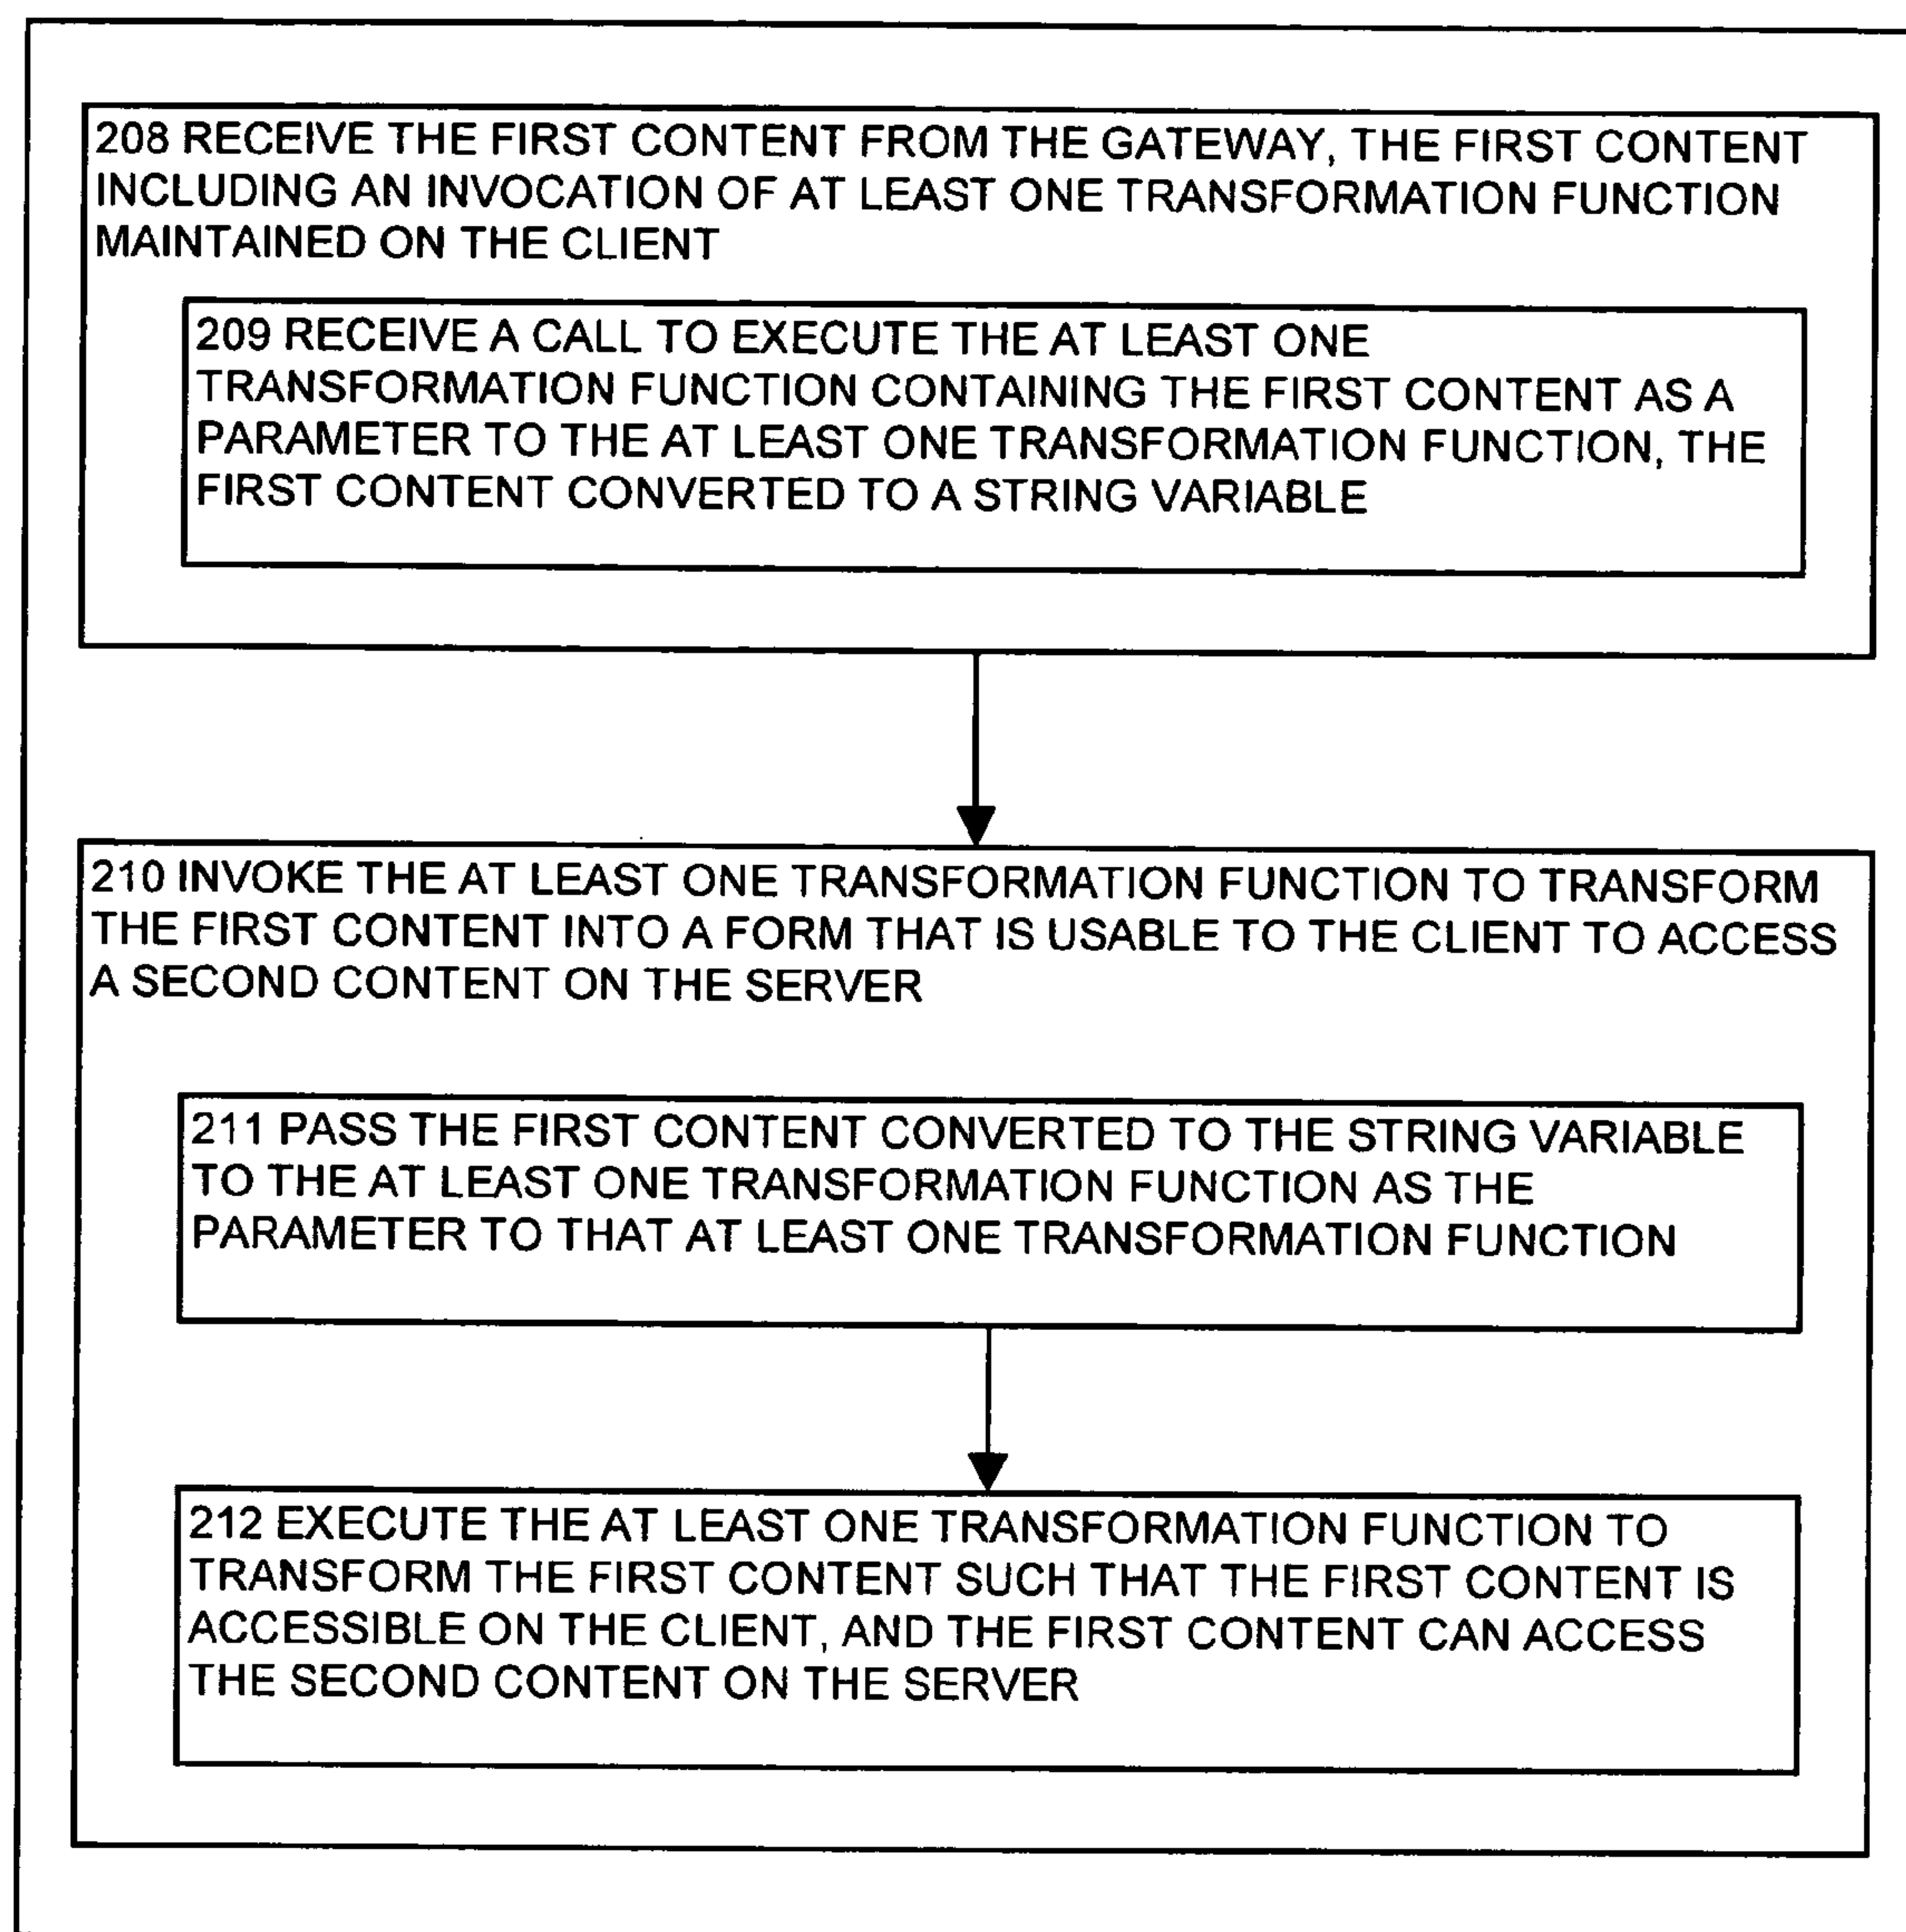 208 RECEIVE THE FIRST CONTENT FROM THE GATEWAY, THE FIRST CONTENT
INCLUDING AN INVOCATION OF AT LEAST ONE TRANSFORMATION FUNCTION
MAINTAINED ON THE CLIENT
209 RECEIVE A CALL TO EXECUTE THE AT LEAST ONE
TRANSFORMATION FUNCTION CONTAINING THE FIRST CONTENT AS A
PARAMETER TO THE AT LEAST ONE TRANSFORMATION FUNCTION, THE
FIRST CONTENT CONVERTED TO A STRING VARIABLE
210 INVOKE THE AT LEAST ONE TRANSFORMATION FUNCTION TO TRANSFORM
THE FIRST CONTENT INTO A FORM THAT IS USABLE TO THE CLIENT TO ACCESS
A SECOND CONTENT ON THE SERVER
211 PASS THE FIRST CONTENT CONVERTED TO THE STRING VARIABLE
TO THE AT LEAST ONE TRANSFORMATION FUNCTION AS THE
PARAMETER TO THAT AT LEAST ONE TRANSFORMATION FUNCTION
212 EXECUTE THE AT LEAST ONE TRANSFORMATION FUNCTION TO
TRANSFORM THE FIRST CONTENT SUCH THAT THE FIRST CONTENT IS
ACCESSIBLE ON THE CLIENT, AND THE FIRST CONTENT CAN ACCESS
THE SECOND CONTENT ON THE SERVER